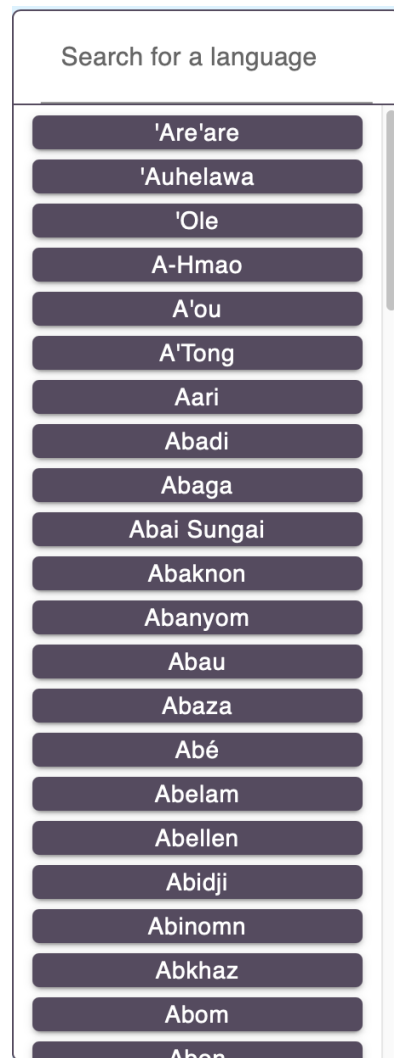 Search for a language
'Are'are
'Auhelawa
'Ole
A-Hmao
A'ou
A'Tong
Aari
Abadi
Abaga
Abai Sungai
Abaknon
Abanyom
Abau
Abaza
Abé
Abelam
Abellen
Abidji
Abinomn
Abkhaz
Abom